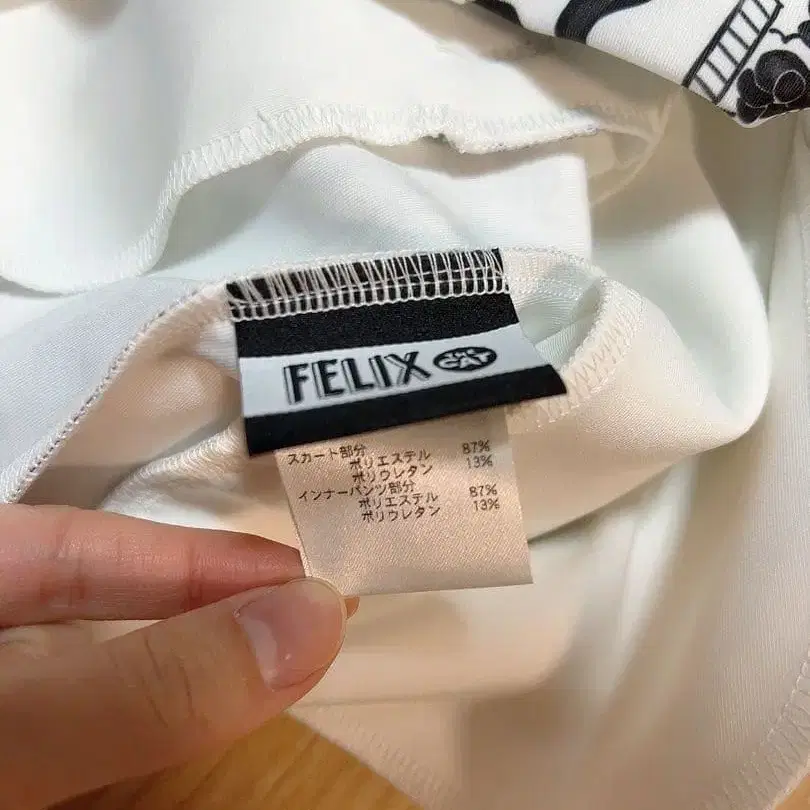 FELIX THE CAT
スカート部分
ポリエステル 87%
ポリウレタン 13%
インナーパンツ部分
ポリエステル 87%
ポリウレタン 13%